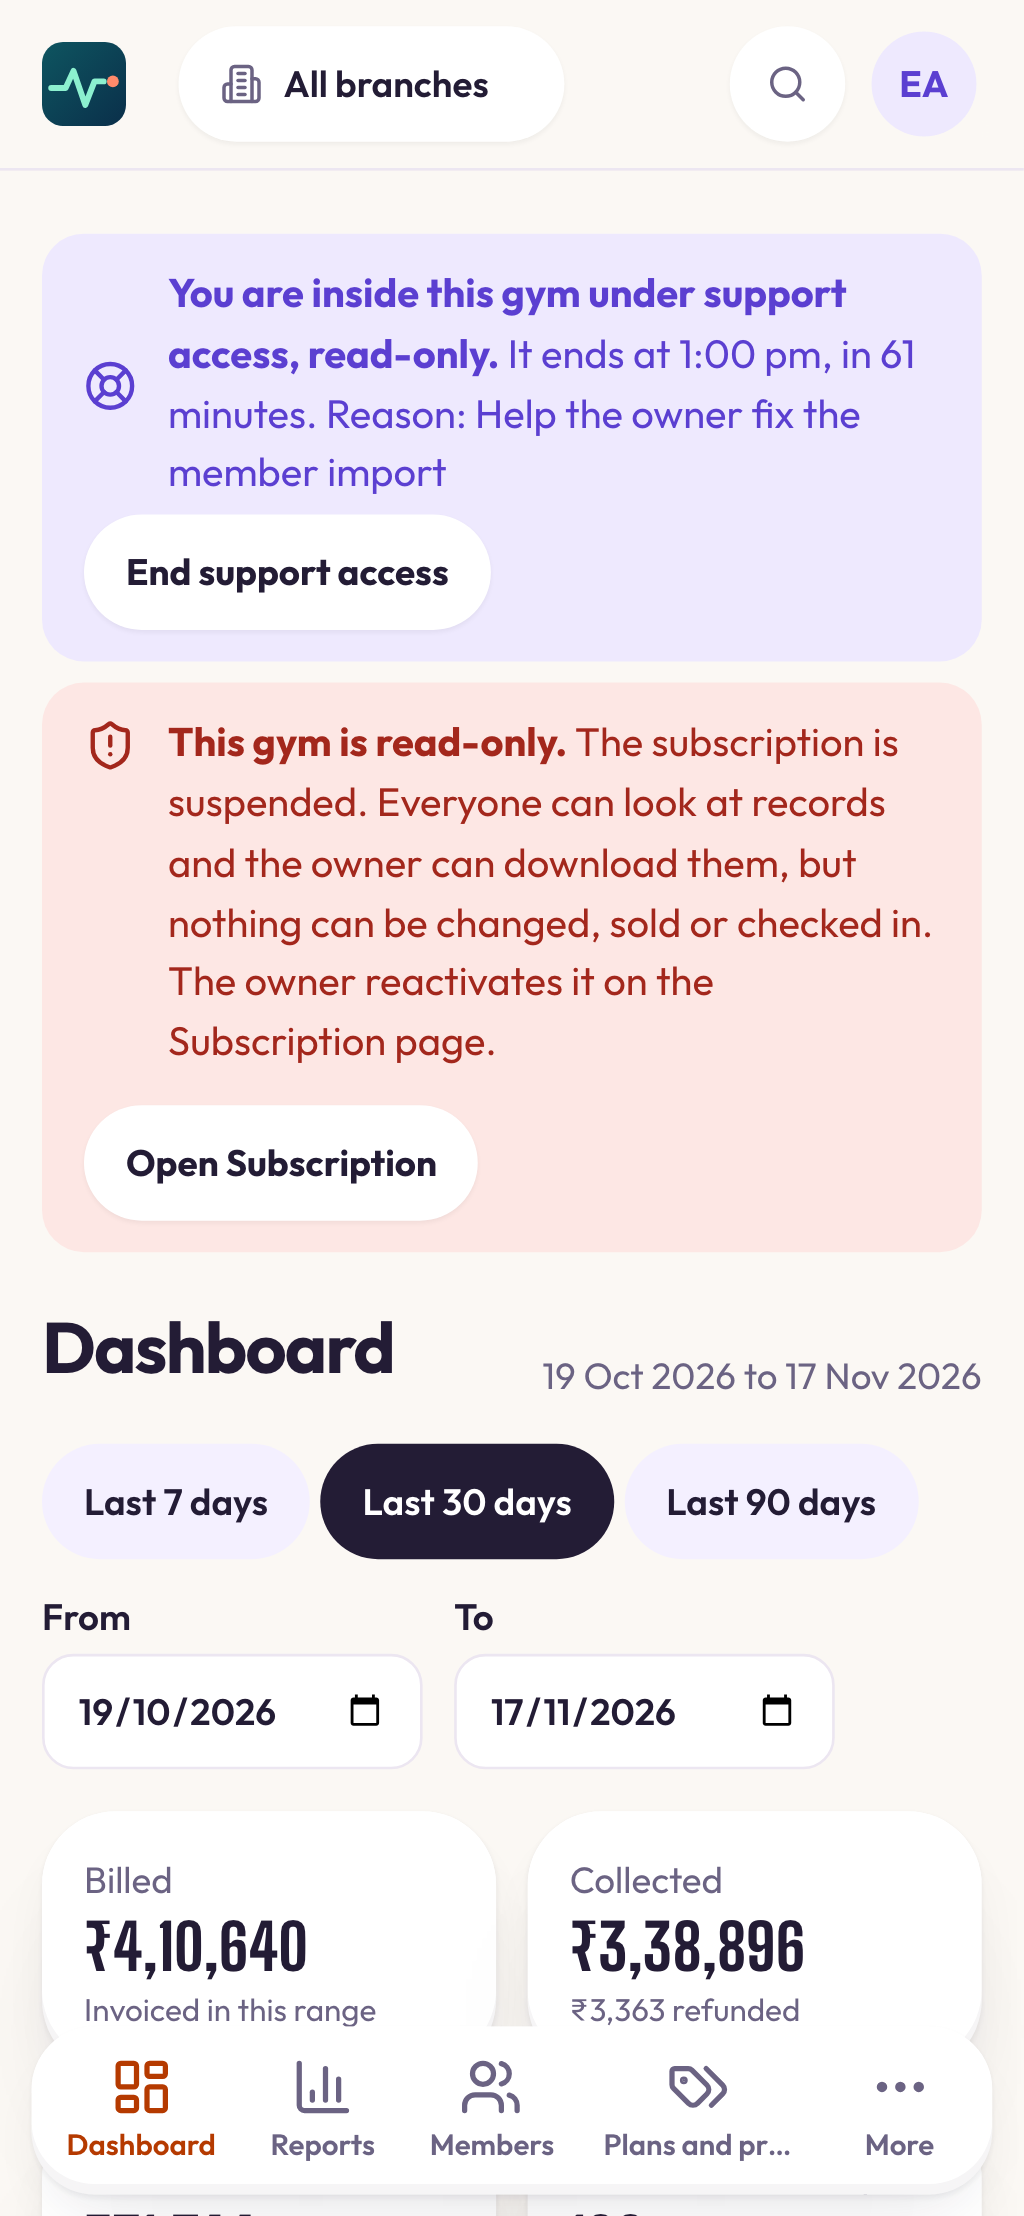 All branches
EA
You are inside this gym under support
access, read-only. It ends at 1:00 pm, in 61
minutes. Reason: Help the owner fix the
member import
End support access
This gym is read-only. The subscription is
suspended. Everyone can look at records
and the owner can download them, but
nothing can be changed, sold or checked in.
The owner reactivates it on the
Subscription page.
Open Subscription
Dashboard
19 Oct 2026 to 17 Nov 2026
Last 7 days
Last 30 days
Last 90 days
From
To
19/10/2026
17/11/2026
Billed
₹4,10,640
Invoiced in this range
Collected
₹3,38,896
₹3,363 refunded
Dashboard
Reports
Members
Plans and pr...
More